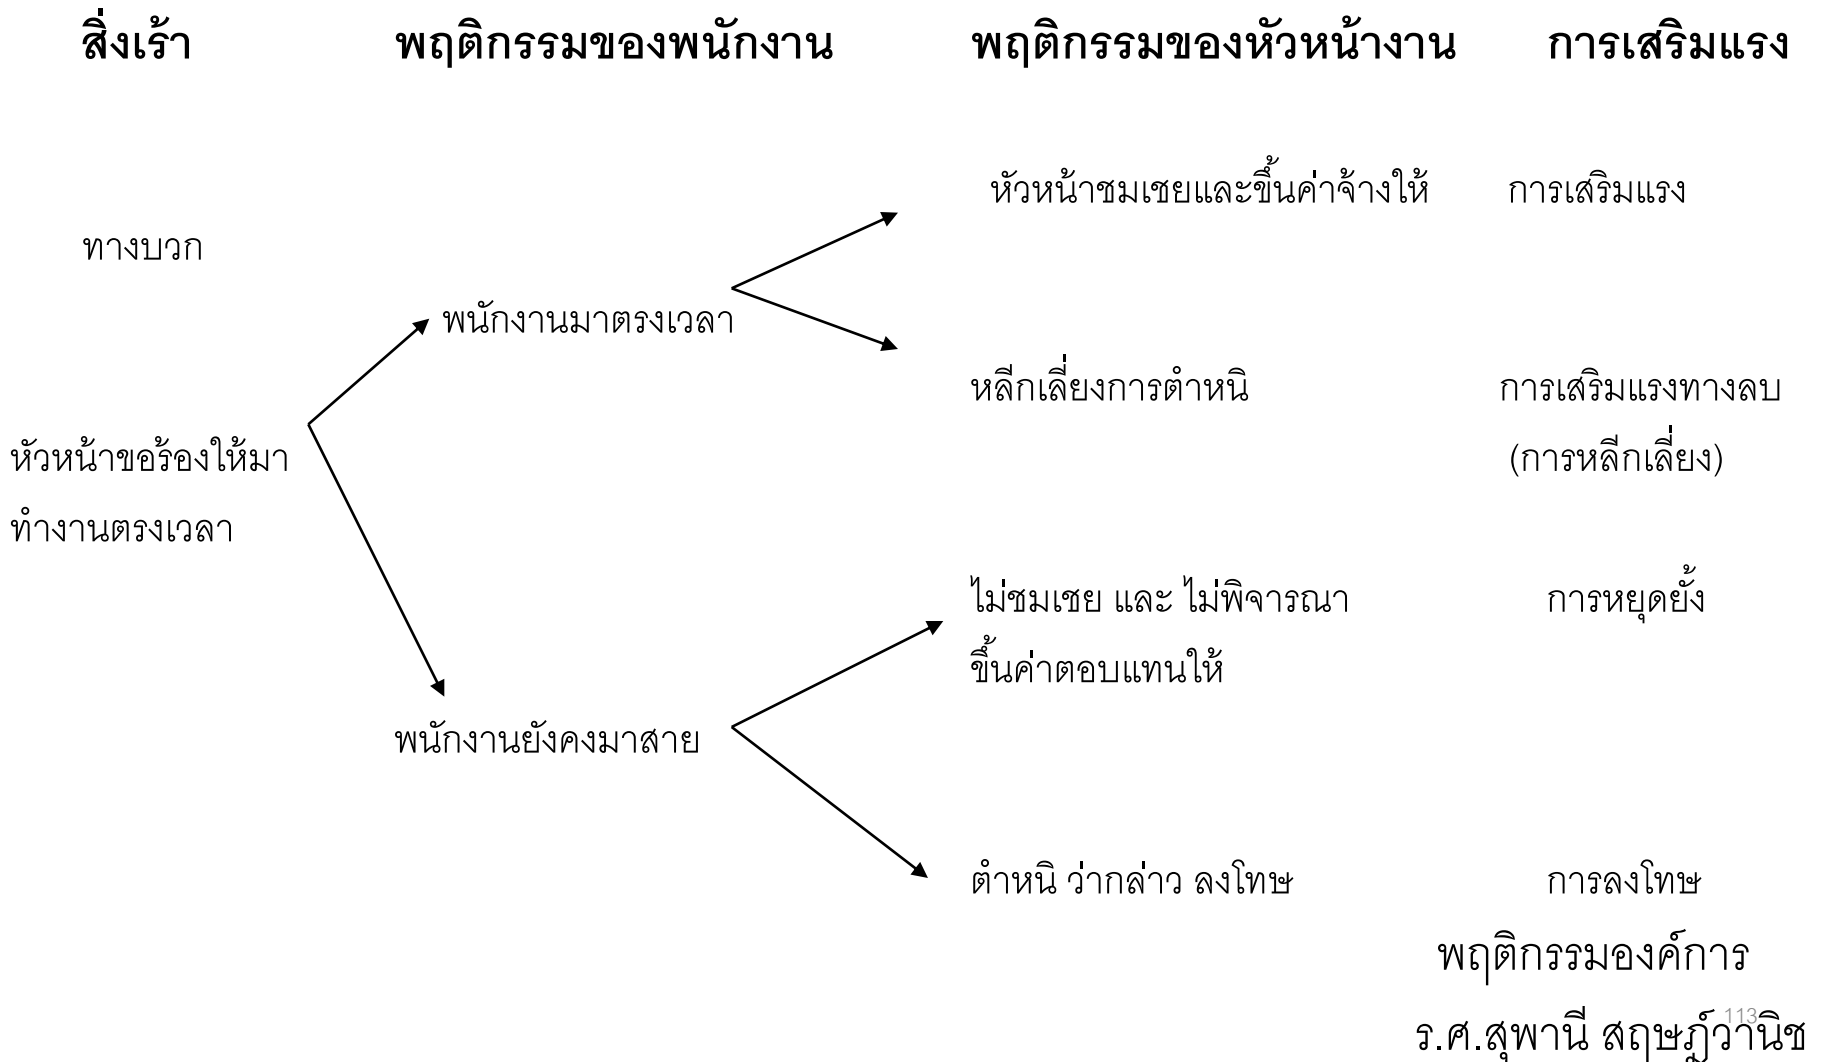 สิ่งเร้า พฤติกรรมของพนักงาน พฤติกรรมของหัวหน้างาน การเสริมแรง
หัวหน้าชมเชยและขึ้นค่าจ้างให้ การเสริมแรง
ทางบวก
พนักงานมาตรงเวลา
หลีกเลี่ยงการตำหนิ การเสริมแรงทางลบ
หัวหน้าขอร้องให้มา (การหลีกเลี่ยง)
ทำงานตรงเวลา
ไม่ชมเชย และ ไม่พิจารณา การหยุดยั้ง
ขึ้นค่าตอบแทนให้
พนักงานยังคงมาสาย
ตำหนิ ว่ากล่าว ลงโทษ การลงโทษ
พฤติกรรมองค์การ
ร.ศ.สุพานี สฤษฎ์วานิช
113